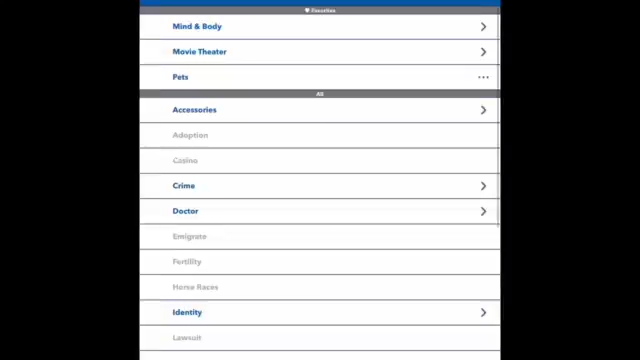 Favorites
Mind & Body
Movie Theater
Pets
All
Accessories
Adoption
Casino
Crime
Doctor
Emigrate
Fertility
Horse Races
Identity
Lawsuit